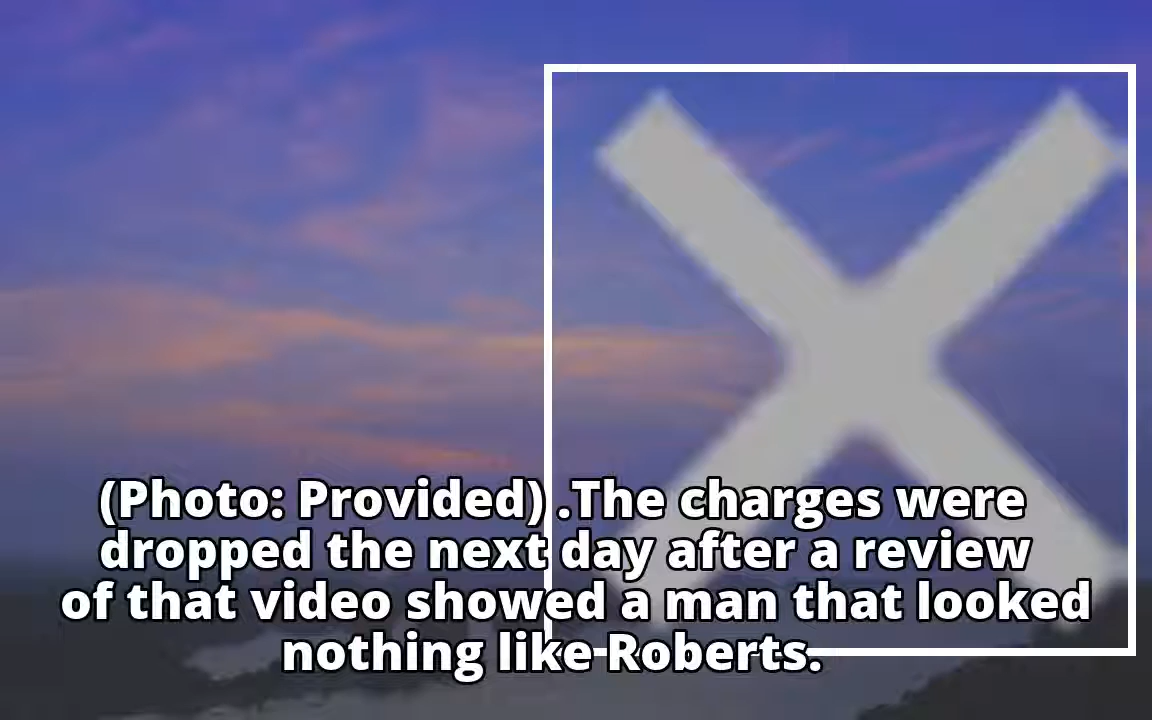 (Photo: Provided) .The charges were
dropped the next day after a review
of that video showed a man that looked
nothing like Roberts.